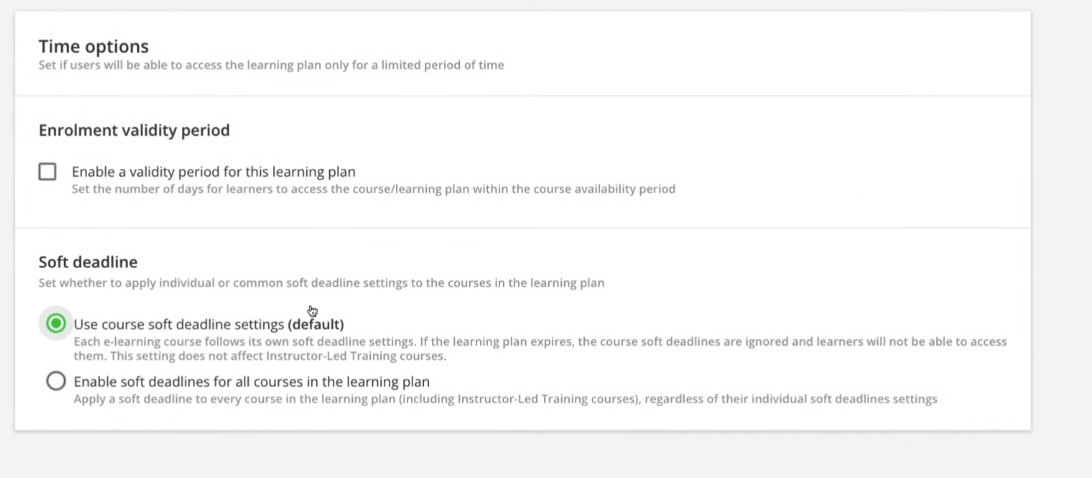 Time options
Set if users will be able to access the learning plan only for a limited period of time
Enrolment validity period
Enable a validity period for this learning plan
Set the number of days for learners to access the course/learning plan within the course availability period
Soft deadline
Set whether to apply individual or common soft deadline settings to the courses in the learning plan
Use course soft deadline settings (default)
Each e-learning course follows its own soft deadline settings. If the learning plan expires, the course soft deadlines are ignored and learners will not be able to access
them. This setting does not affect Instructor-Led Training courses.
Enable soft deadlines for all courses in the learning plan
Apply a soft deadline to every course in the learning plan (including Instructor-Led Training courses), regardless of their individual soft deadlines settings